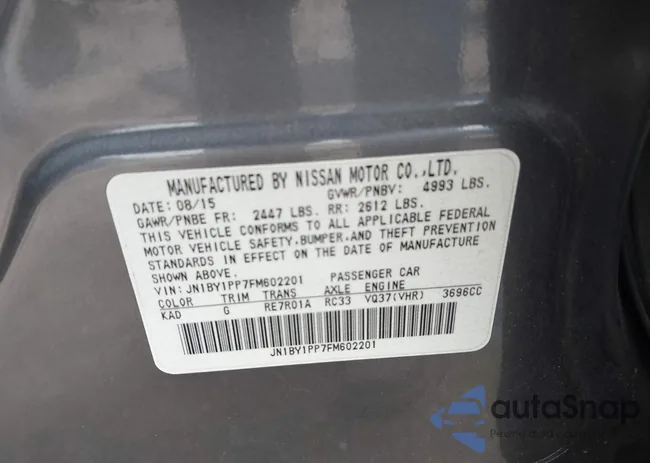 MANUFACTURED BY NISSAN MOTOR CO.,LTD.
DATE: 08/15 GVWR/PNBV: 4993 LBS.
GAWR/PNBE FR: 2447 LBS. RR: 2612 LBS.
THIS VEHICLE CONFORMS TO ALL APPLICABLE FEDERAL
MOTOR VEHICLE SAFETY, BUMPER, AND THEFT PREVENTION
STANDARDS IN EFFECT ON THE DATE OF MANUFACTURE
SHOWN ABOVE.
VIN: JN1BY1PP7FM602201 PASSENGER CAR
COLOR TRIM TRANS AXLE ENGINE
KAD G RE7R01A RC33 VQ37(VHR) 3696CC
JN1BY1PP7FM602201
autoSnap